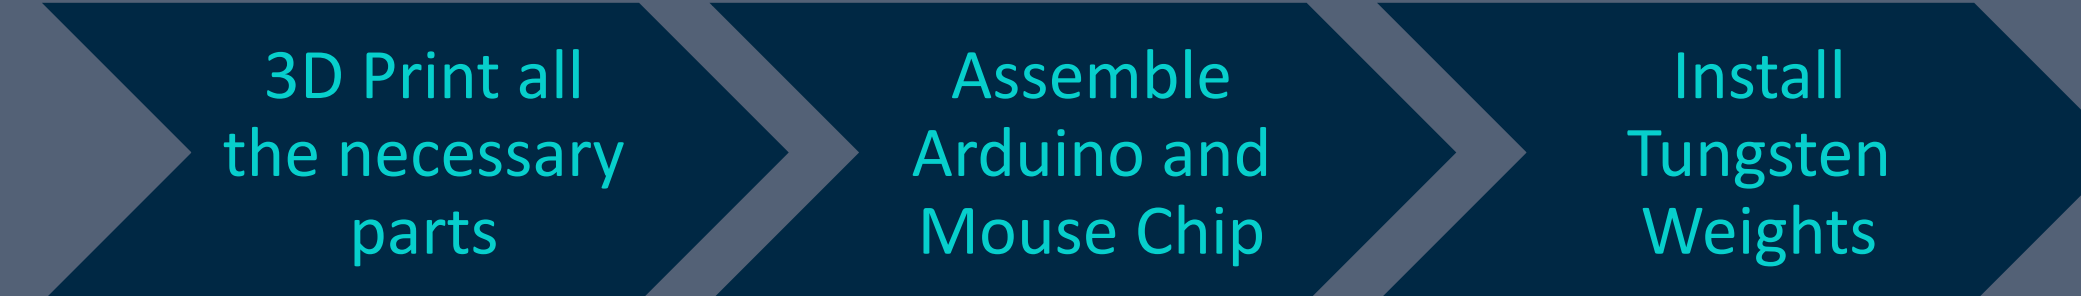 3D Print all
the necessary
parts
Assemble
Arduino and
Mouse Chip
Install
Tungsten
Weights